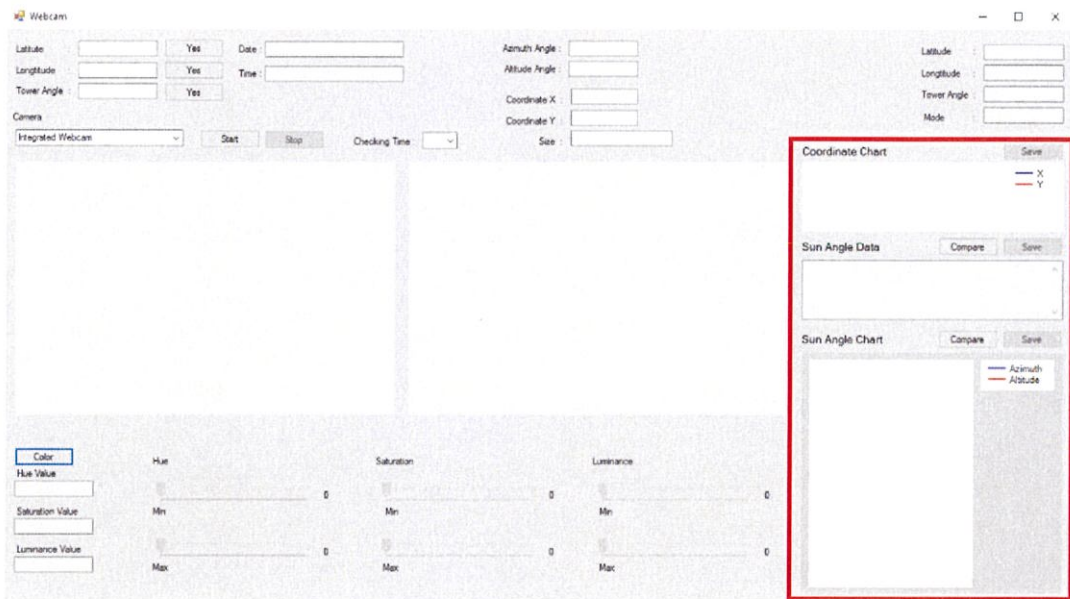 Webcam
Latitute : Yes Date :
Longtitude : Yes Time :
Tower Angle : Yes
Azimuth Angle :
Altitude Angle :
Coordinate X :
Coordinate Y :
Size :
Latitude :
Longtitude :
Tower Angle :
Mode :
Camera
Integrated Webcam Start Stop Checking Time
Coordinate Chart Save
X
Y
Sun Angle Data Compare Save
Sun Angle Chart Compare Save
Azimuth
Altitude
Color
Hue Value
Saturation Value
Luminance Value
Hue Saturation Luminance
0 0 0
Min Min Min
0 0 0
Max Max Max